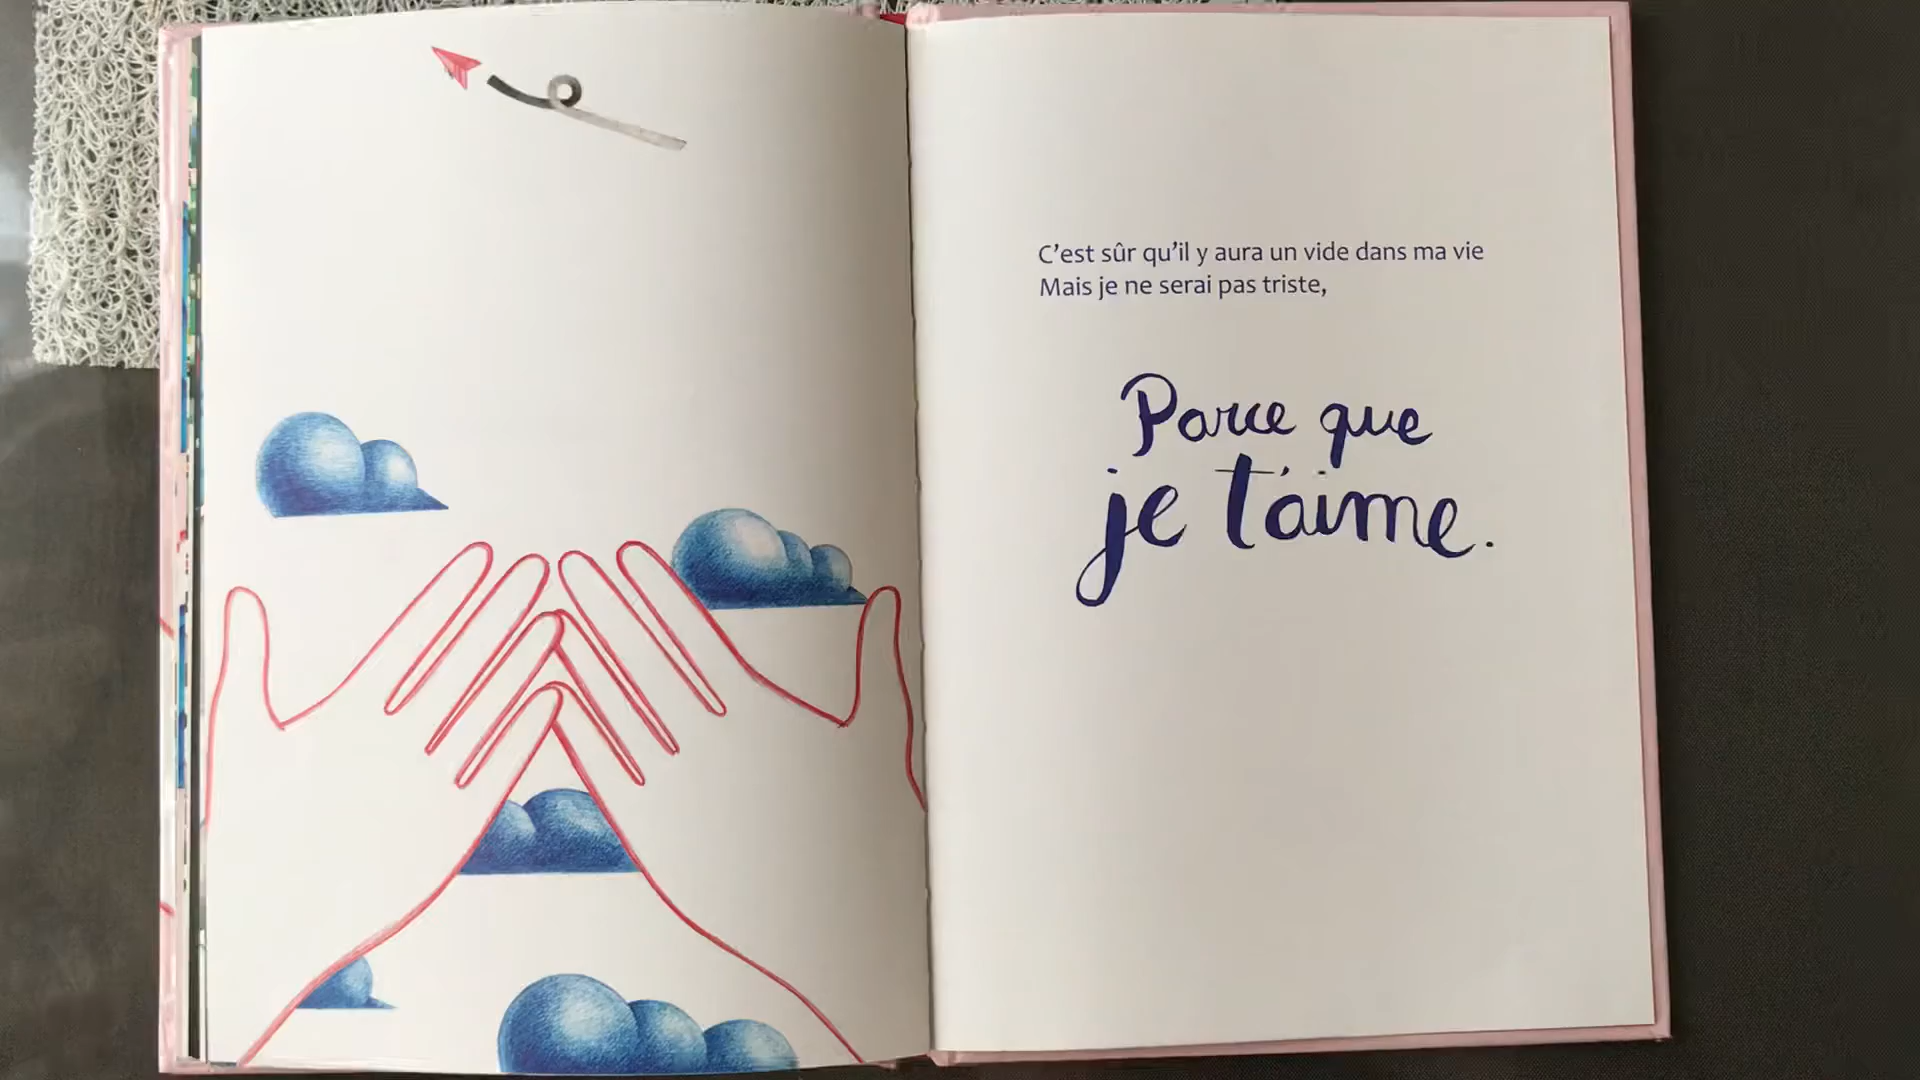 C'est sûr qu'il y aura un vide dans ma vie
Mais je ne serai pas triste,
Parce que
je t'aime.